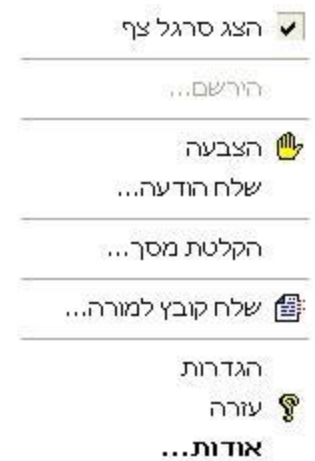 הצג סרגל צף
הירשם...
הצבעה
שלח הודעה...
הקלטת מסך...
שלח קובץ למורה...
הגדרות
עזרה
אודות...